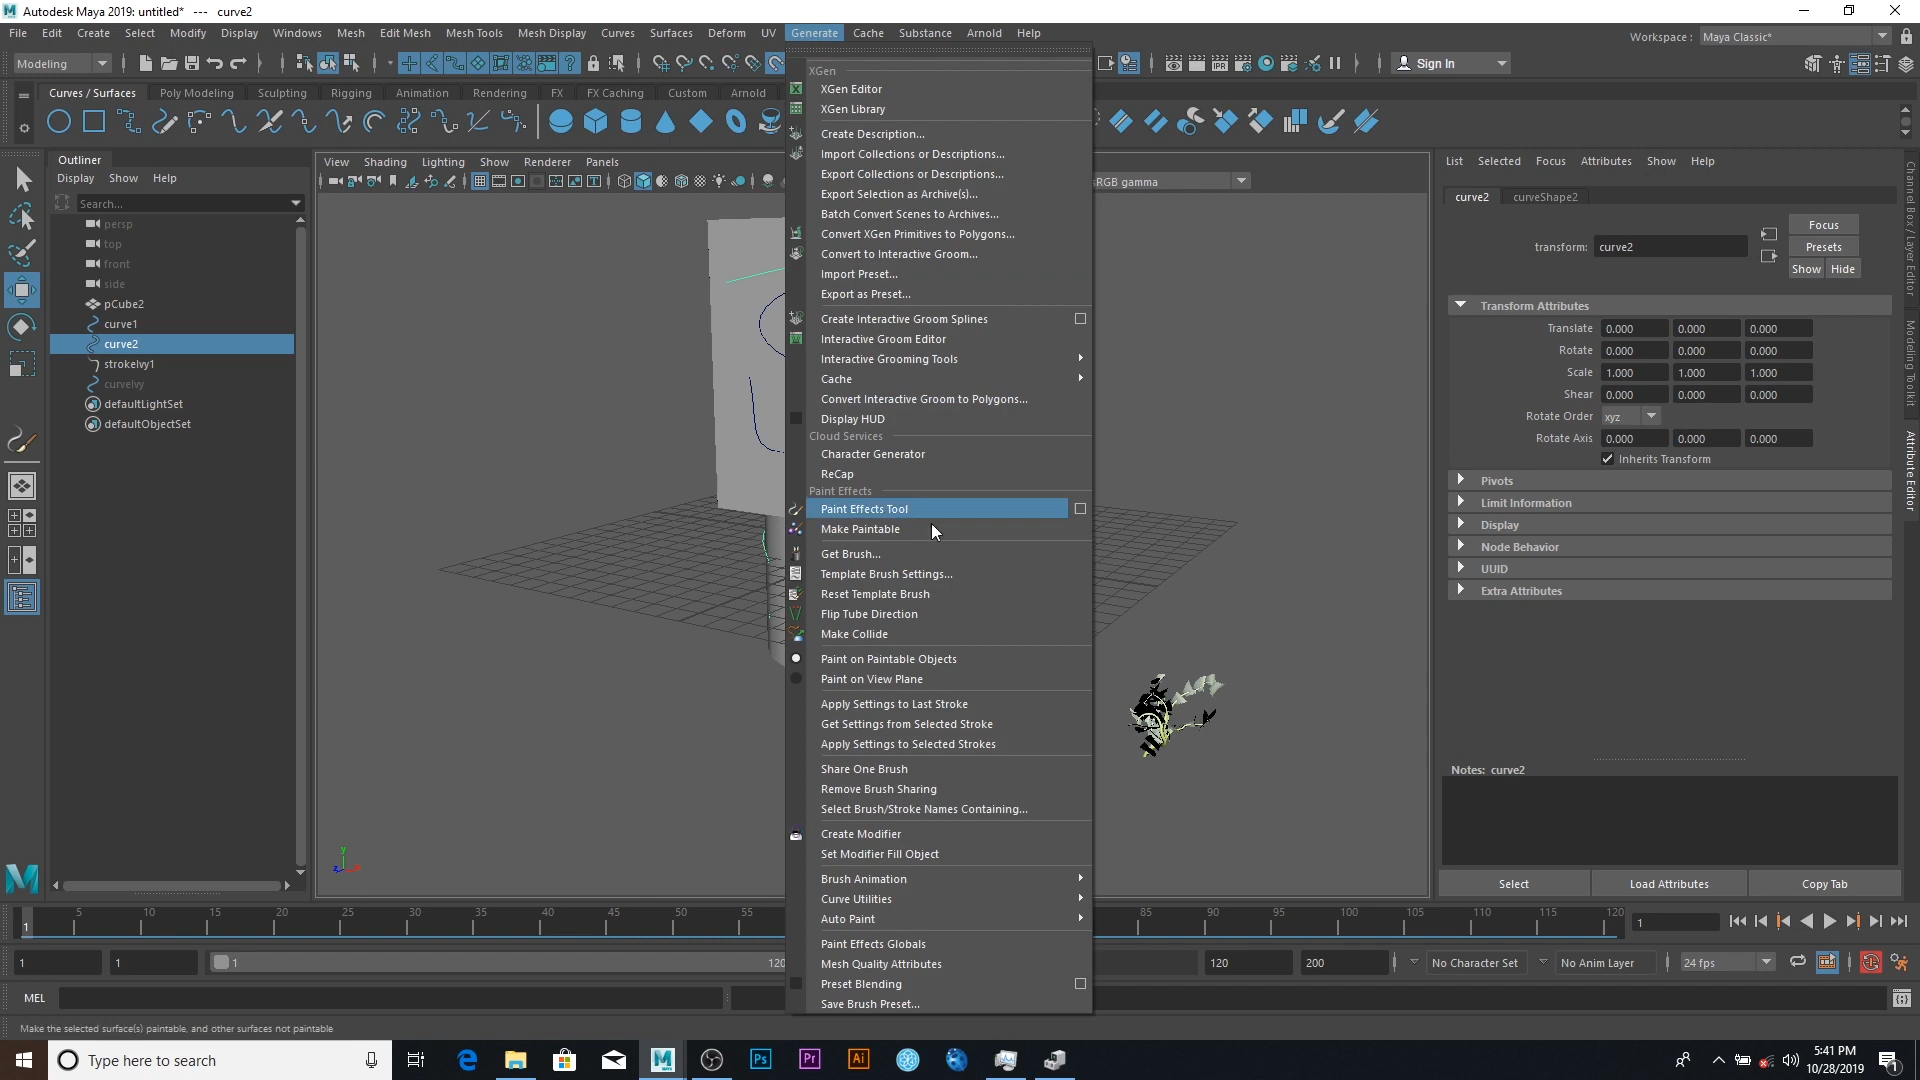 Autodesk Maya 2019: untitled*   ---   curve2
File Edit Create Select Modify Display Windows Mesh Edit Mesh Mesh Tools Mesh Display Curves Surfaces Deform UV Generate Cache Substance Arnold Help
Workspace : Maya Classic*
Modeling
Sign In
Curves / Surfaces Poly Modeling Sculpting Rigging Animation Rendering FX FX Caching Custom Arnold
Outliner
Display Show Help
Search...
persp
top
front
side
pCube2
curve1
curve2
strokeIvy1
curveIvy
defaultLightSet
defaultObjectSet
View Shading Lighting Show Renderer Panels
RGB gamma
XGen
XGen Editor
XGen Library
Create Description...
Import Collections or Descriptions...
Export Collections or Descriptions...
Export Selection as Archive(s)...
Batch Convert Scenes to Archives...
Convert XGen Primitives to Polygons...
Convert to Interactive Groom...
Import Preset...
Export as Preset...
Create Interactive Groom Splines
Interactive Groom Editor
Interactive Grooming Tools
Cache
Convert Interactive Groom to Polygons...
Display HUD
Cloud Services
Character Generator
ReCap
Paint Effects
Paint Effects Tool
Make Paintable
Get Brush...
Template Brush Settings...
Reset Template Brush
Flip Tube Direction
Make Collide
Paint on Paintable Objects
Paint on View Plane
Apply Settings to Last Stroke
Get Settings from Selected Stroke
Apply Settings to Selected Strokes
Share One Brush
Remove Brush Sharing
Select Brush/Stroke Names Containing...
Create Modifier
Set Modifier Fill Object
Brush Animation
Curve Utilities
Auto Paint
Paint Effects Globals
Mesh Quality Attributes
Preset Blending
Save Brush Preset...
List Selected Focus Attributes Show Help
curve2 curveShape2
transform: curve2
Focus
Presets
Show Hide
Transform Attributes
Translate 0.000 0.000 0.000
Rotate 0.000 0.000 0.000
Scale 1.000 1.000 1.000
Shear 0.000 0.000 0.000
Rotate Order xyz
Rotate Axis 0.000 0.000 0.000
Inherits Transform
Pivots
Limit Information
Display
Node Behavior
UUID
Extra Attributes
Notes: curve2
Select Load Attributes Copy Tab
Channel Box / Layer Editor
Modeling Toolkit
Attribute Editor
y
z
1 5 10 15 20 25 30 35 40 45 50 55 85 90 95 100 105 110 115 120 1
1 1 1 120 120 200 No Character Set No Anim Layer 24 fps
MEL
Make the selected surface(s) paintable, and other surfaces not paintable
Type here to search
Ps Pr Ai
5:41 PM
10/28/2019
1